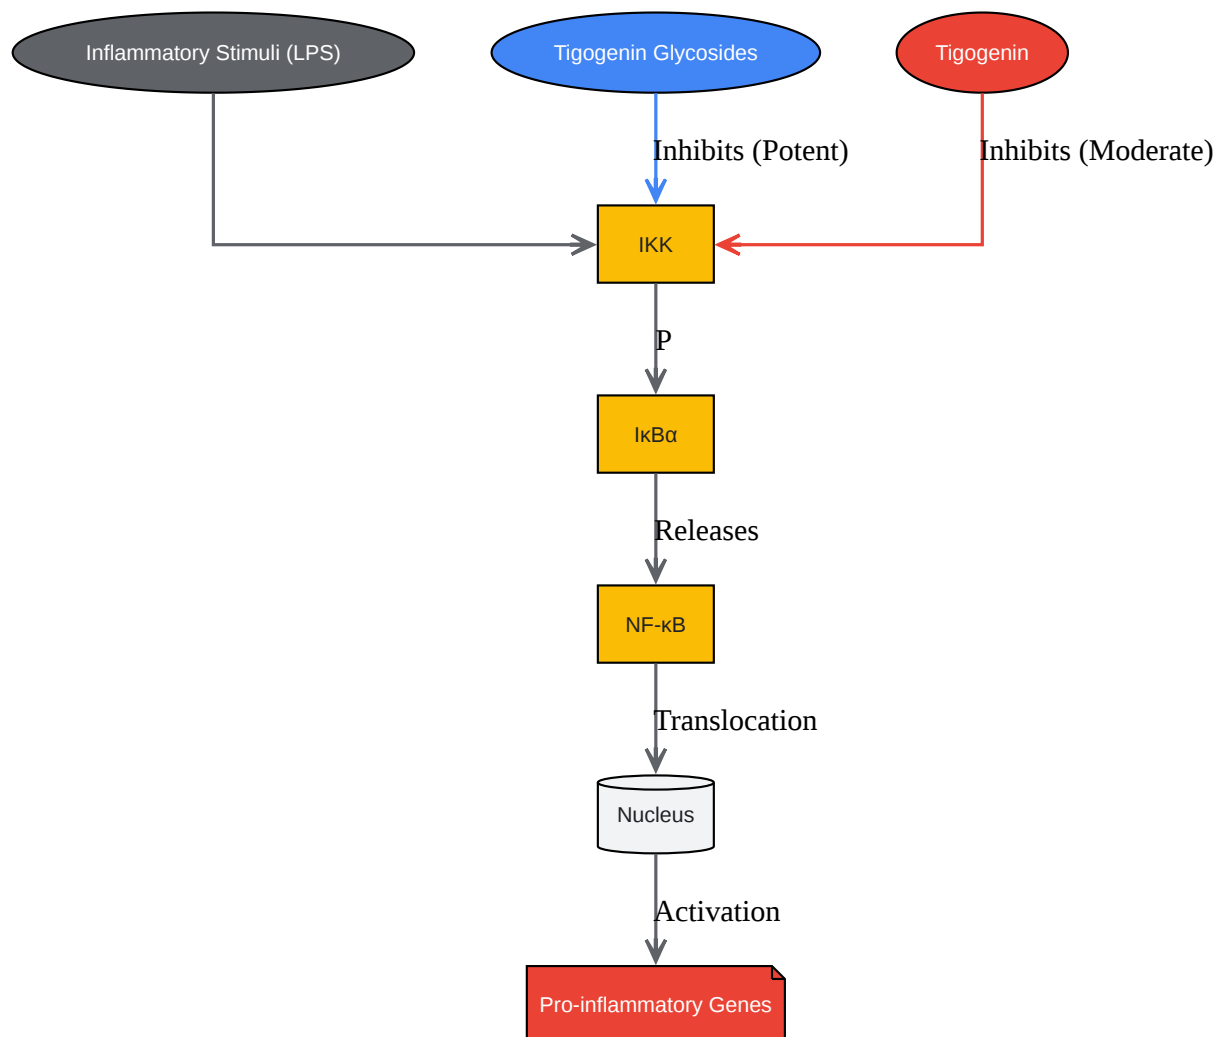 Inflammatory Stimuli (LPS)
Tigogenin Glycosides
Tigogenin
Inhibits (Potent)
Inhibits (Moderate)
IKK
P
IκBα
Releases
NF-κB
Translocation
Nucleus
Activation
Pro-inflammatory Genes